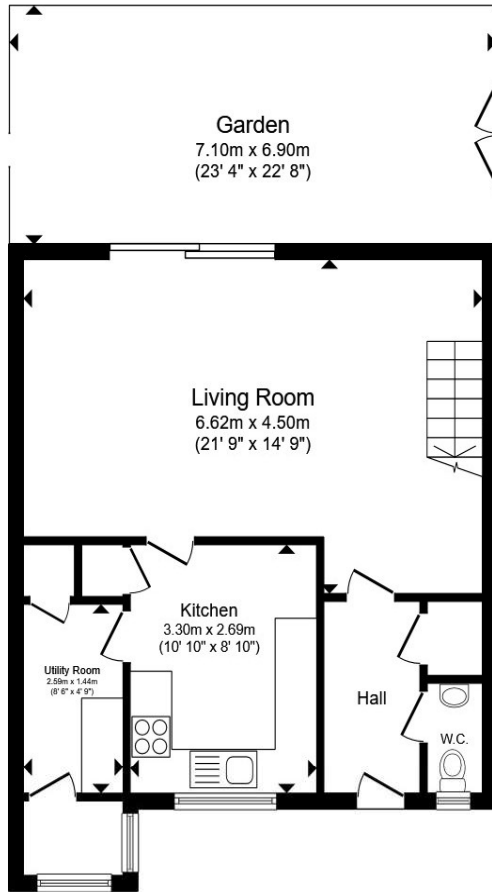 Garden
7.10m x 6.90m
(23' 4" x 22' 8")
Living Room
6.62m x 4.50m
(21' 9" x 14' 9")
Kitchen
3.30m x 2.69m
(10' 10" x 8' 10")
Utility Room
2.59m x 1.44m
(8' 6" x 4' 9")
Hall
W.C.